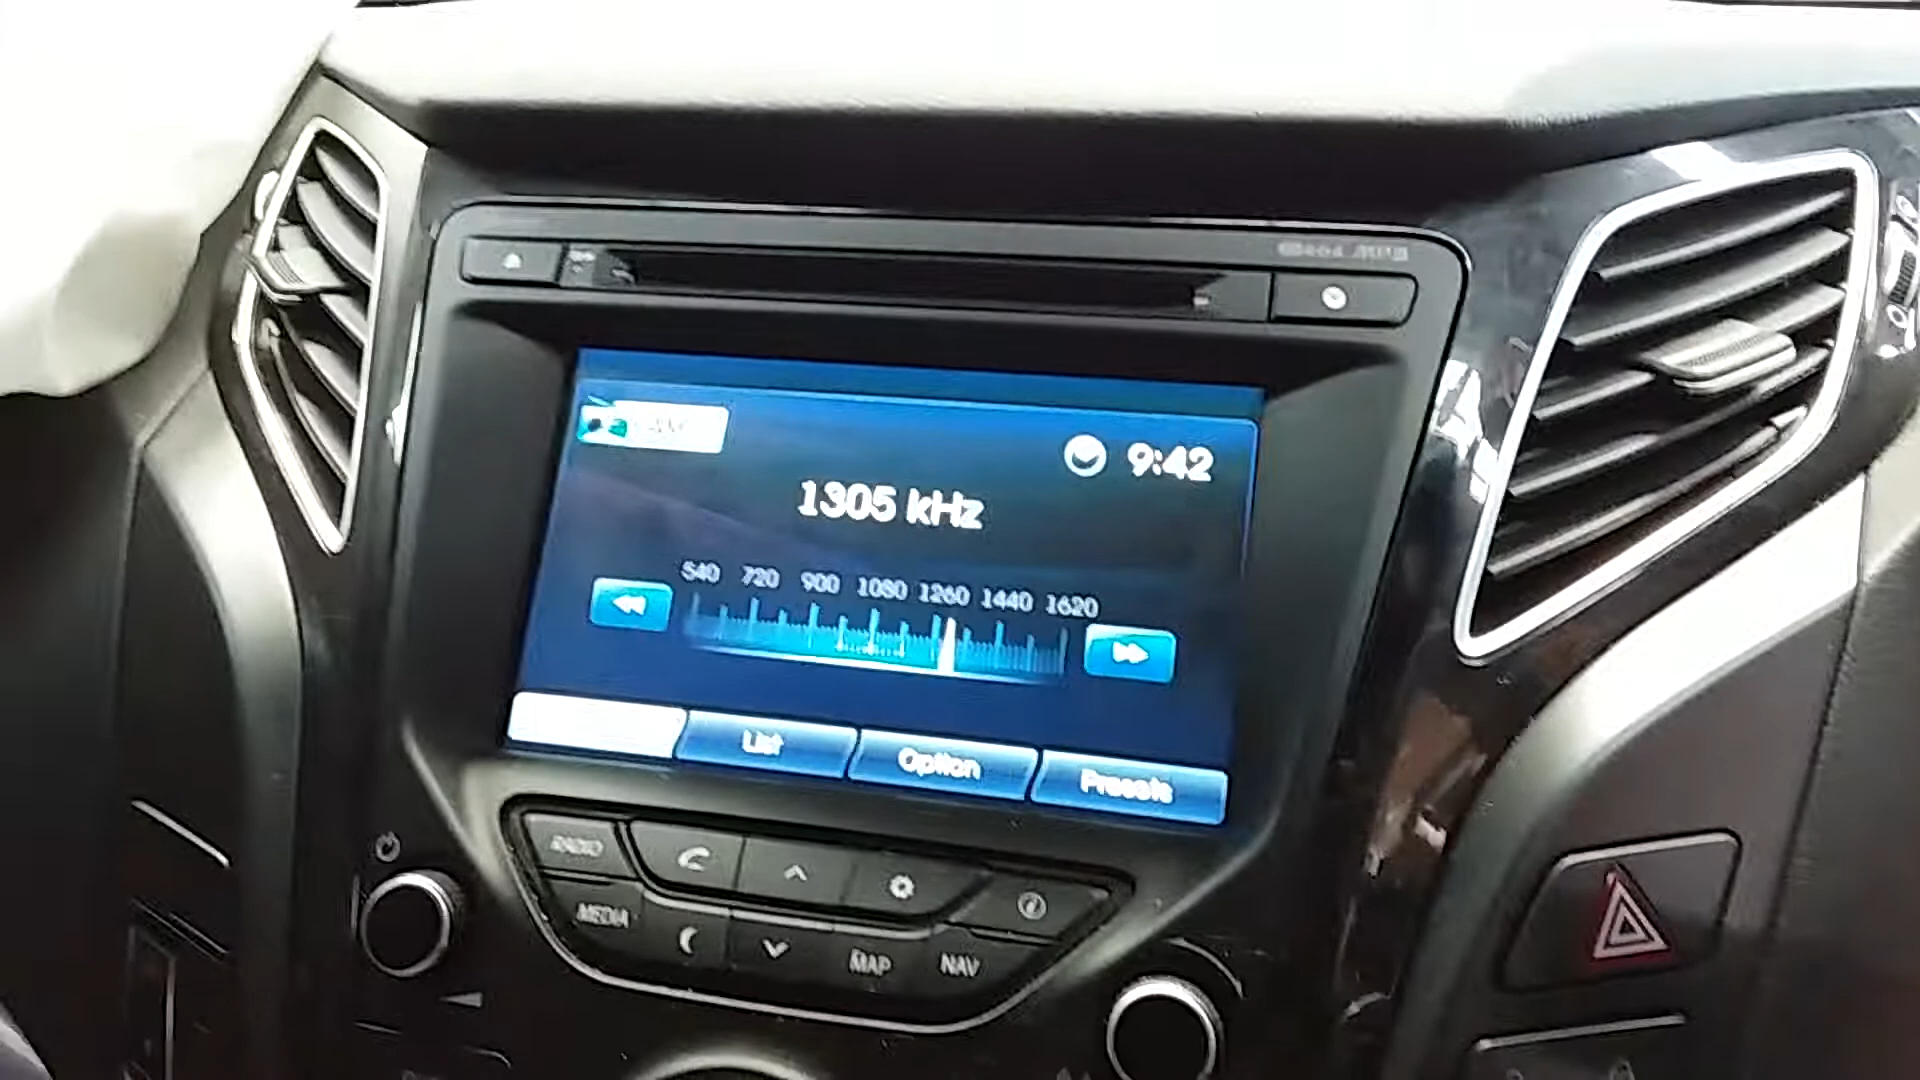 9:42
1305 kHz
540 720 900 1080 1260 1440 1620
List Option Presets
RADIO
MEDIA
MAP NAV